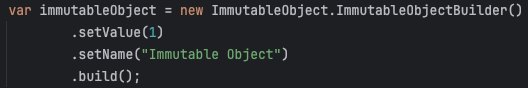 var immutableObject = new ImmutableObject.ImmutableObjectBuilder()
.setValue(1)
.setName("Immutable Object")
.build();